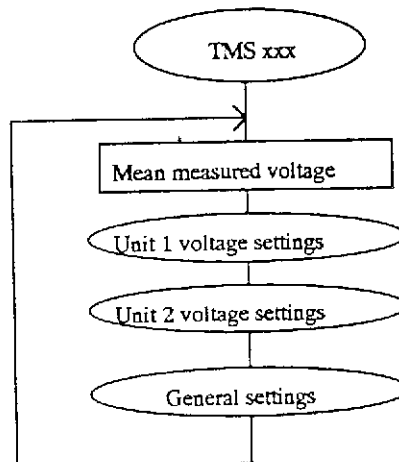 TMS xxx
Mean measured voltage
Unit 1 voltage settings
Unit 2 voltage settings
General settings